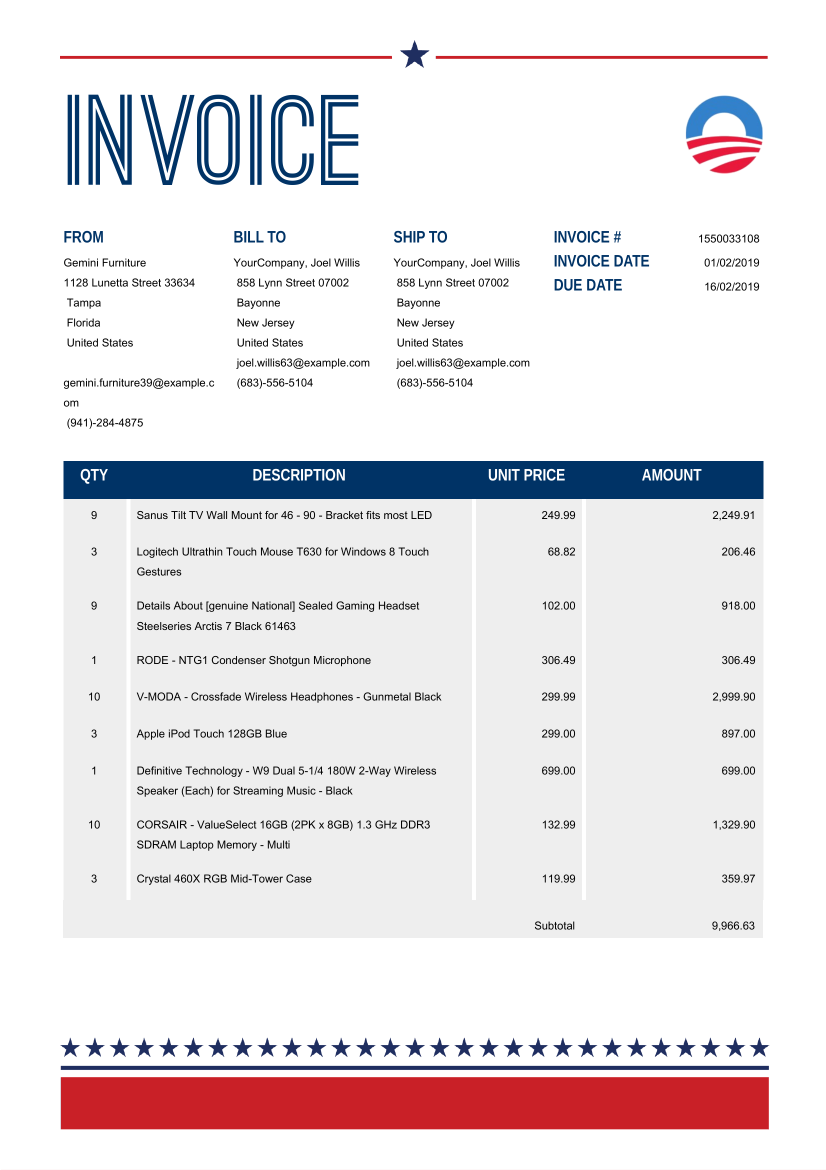 INVOICE
FROM
Gemini Furniture
1128 Lunetta Street 33634
Tampa
Florida
United States
gemini.furniture39@example.c
om
(941)-284-4875
BILL TO
YourCompany, Joel Willis
858 Lynn Street 07002
Bayonne
New Jersey
United States
joel.willis63@example.com
(683)-556-5104
SHIP TO
YourCompany, Joel Willis
858 Lynn Street 07002
Bayonne
New Jersey
United States
joel.willis63@example.com
(683)-556-5104
INVOICE # 1550033108
INVOICE DATE 01/02/2019
DUE DATE 16/02/2019
QTY DESCRIPTION UNIT PRICE AMOUNT
9 Sanus Tilt TV Wall Mount for 46 - 90 - Bracket fits most LED 249.99 2,249.91
3 Logitech Ultrathin Touch Mouse T630 for Windows 8 Touch 68.82 206.46
Gestures
9 Details About [genuine National] Sealed Gaming Headset 102.00 918.00
Steelseries Arctis 7 Black 61463
1 RODE - NTG1 Condenser Shotgun Microphone 306.49 306.49
10 V-MODA - Crossfade Wireless Headphones - Gunmetal Black 299.99 2,999.90
3 Apple iPod Touch 128GB Blue 299.00 897.00
1 Definitive Technology - W9 Dual 5-1/4 180W 2-Way Wireless 699.00 699.00
Speaker (Each) for Streaming Music - Black
10 CORSAIR - ValueSelect 16GB (2PK x 8GB) 1.3 GHz DDR3 132.99 1,329.90
SDRAM Laptop Memory - Multi
3 Crystal 460X RGB Mid-Tower Case 119.99 359.97
Subtotal 9,966.63